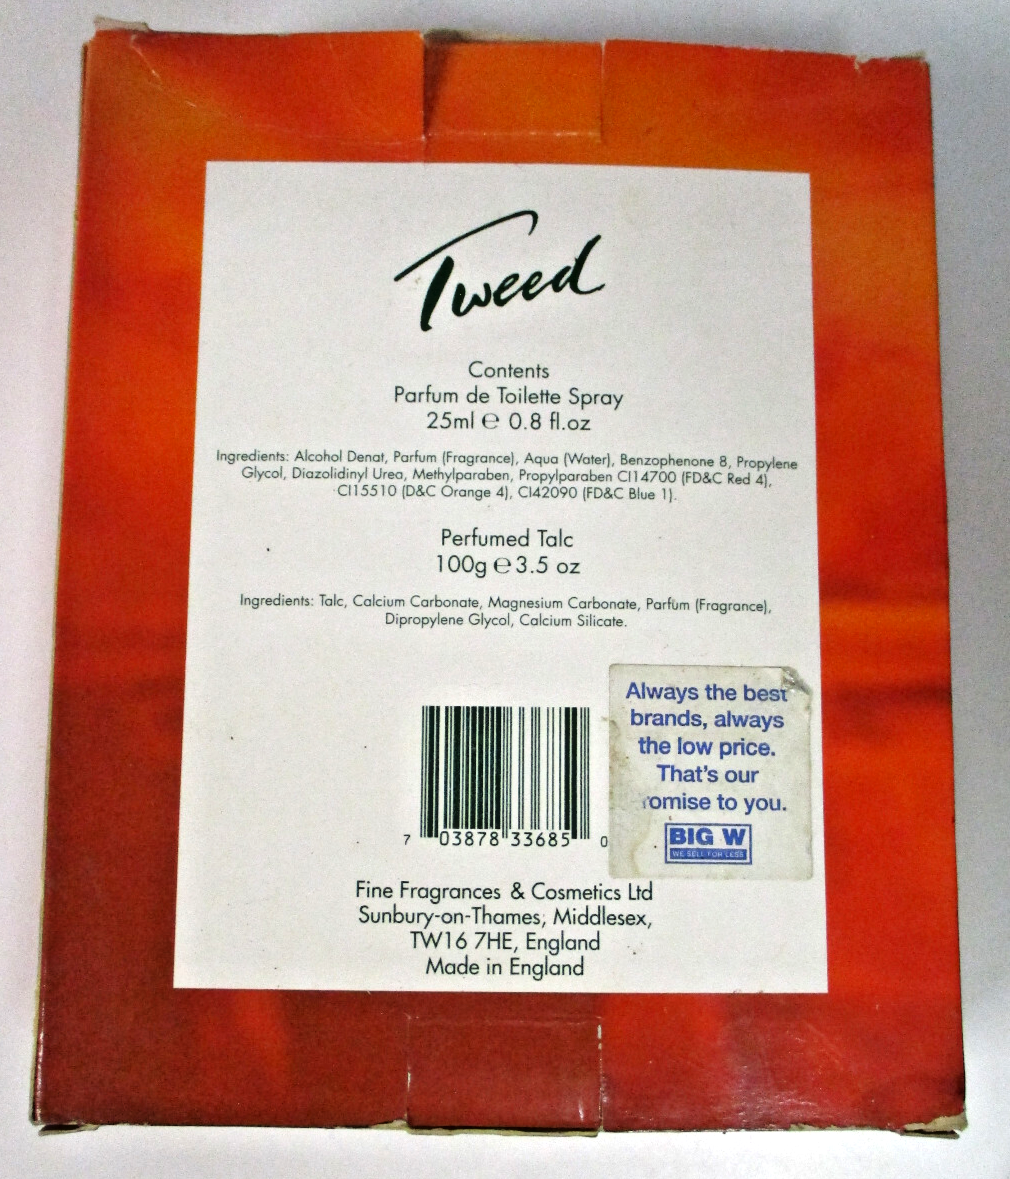 Tweed
Contents
Parfum de Toilette Spray
25ml ℮ 0.8 fl.oz
Ingredients: Alcohol Denat, Parfum (Fragrance), Aqua (Water), Benzophenone 8, Propylene
Glycol, Diazolidinyl Urea, Methylparaben, Propylparaben CI14700 (FD&C Red 4),
CI15510 (D&C Orange 4), CI42090 (FD&C Blue 1).
Perfumed Talc
100g ℮ 3.5 oz
Ingredients: Talc, Calcium Carbonate, Magnesium Carbonate, Parfum (Fragrance),
Dipropylene Glycol, Calcium Silicate.
Always the best
brands, always
the low price.
That's our
romise to you.
BIG W
WE SELL FOR LESS
7 03878 33685 0
Fine Fragrances & Cosmetics Ltd
Sunbury-on-Thames, Middlesex,
TW16 7HE, England
Made in England